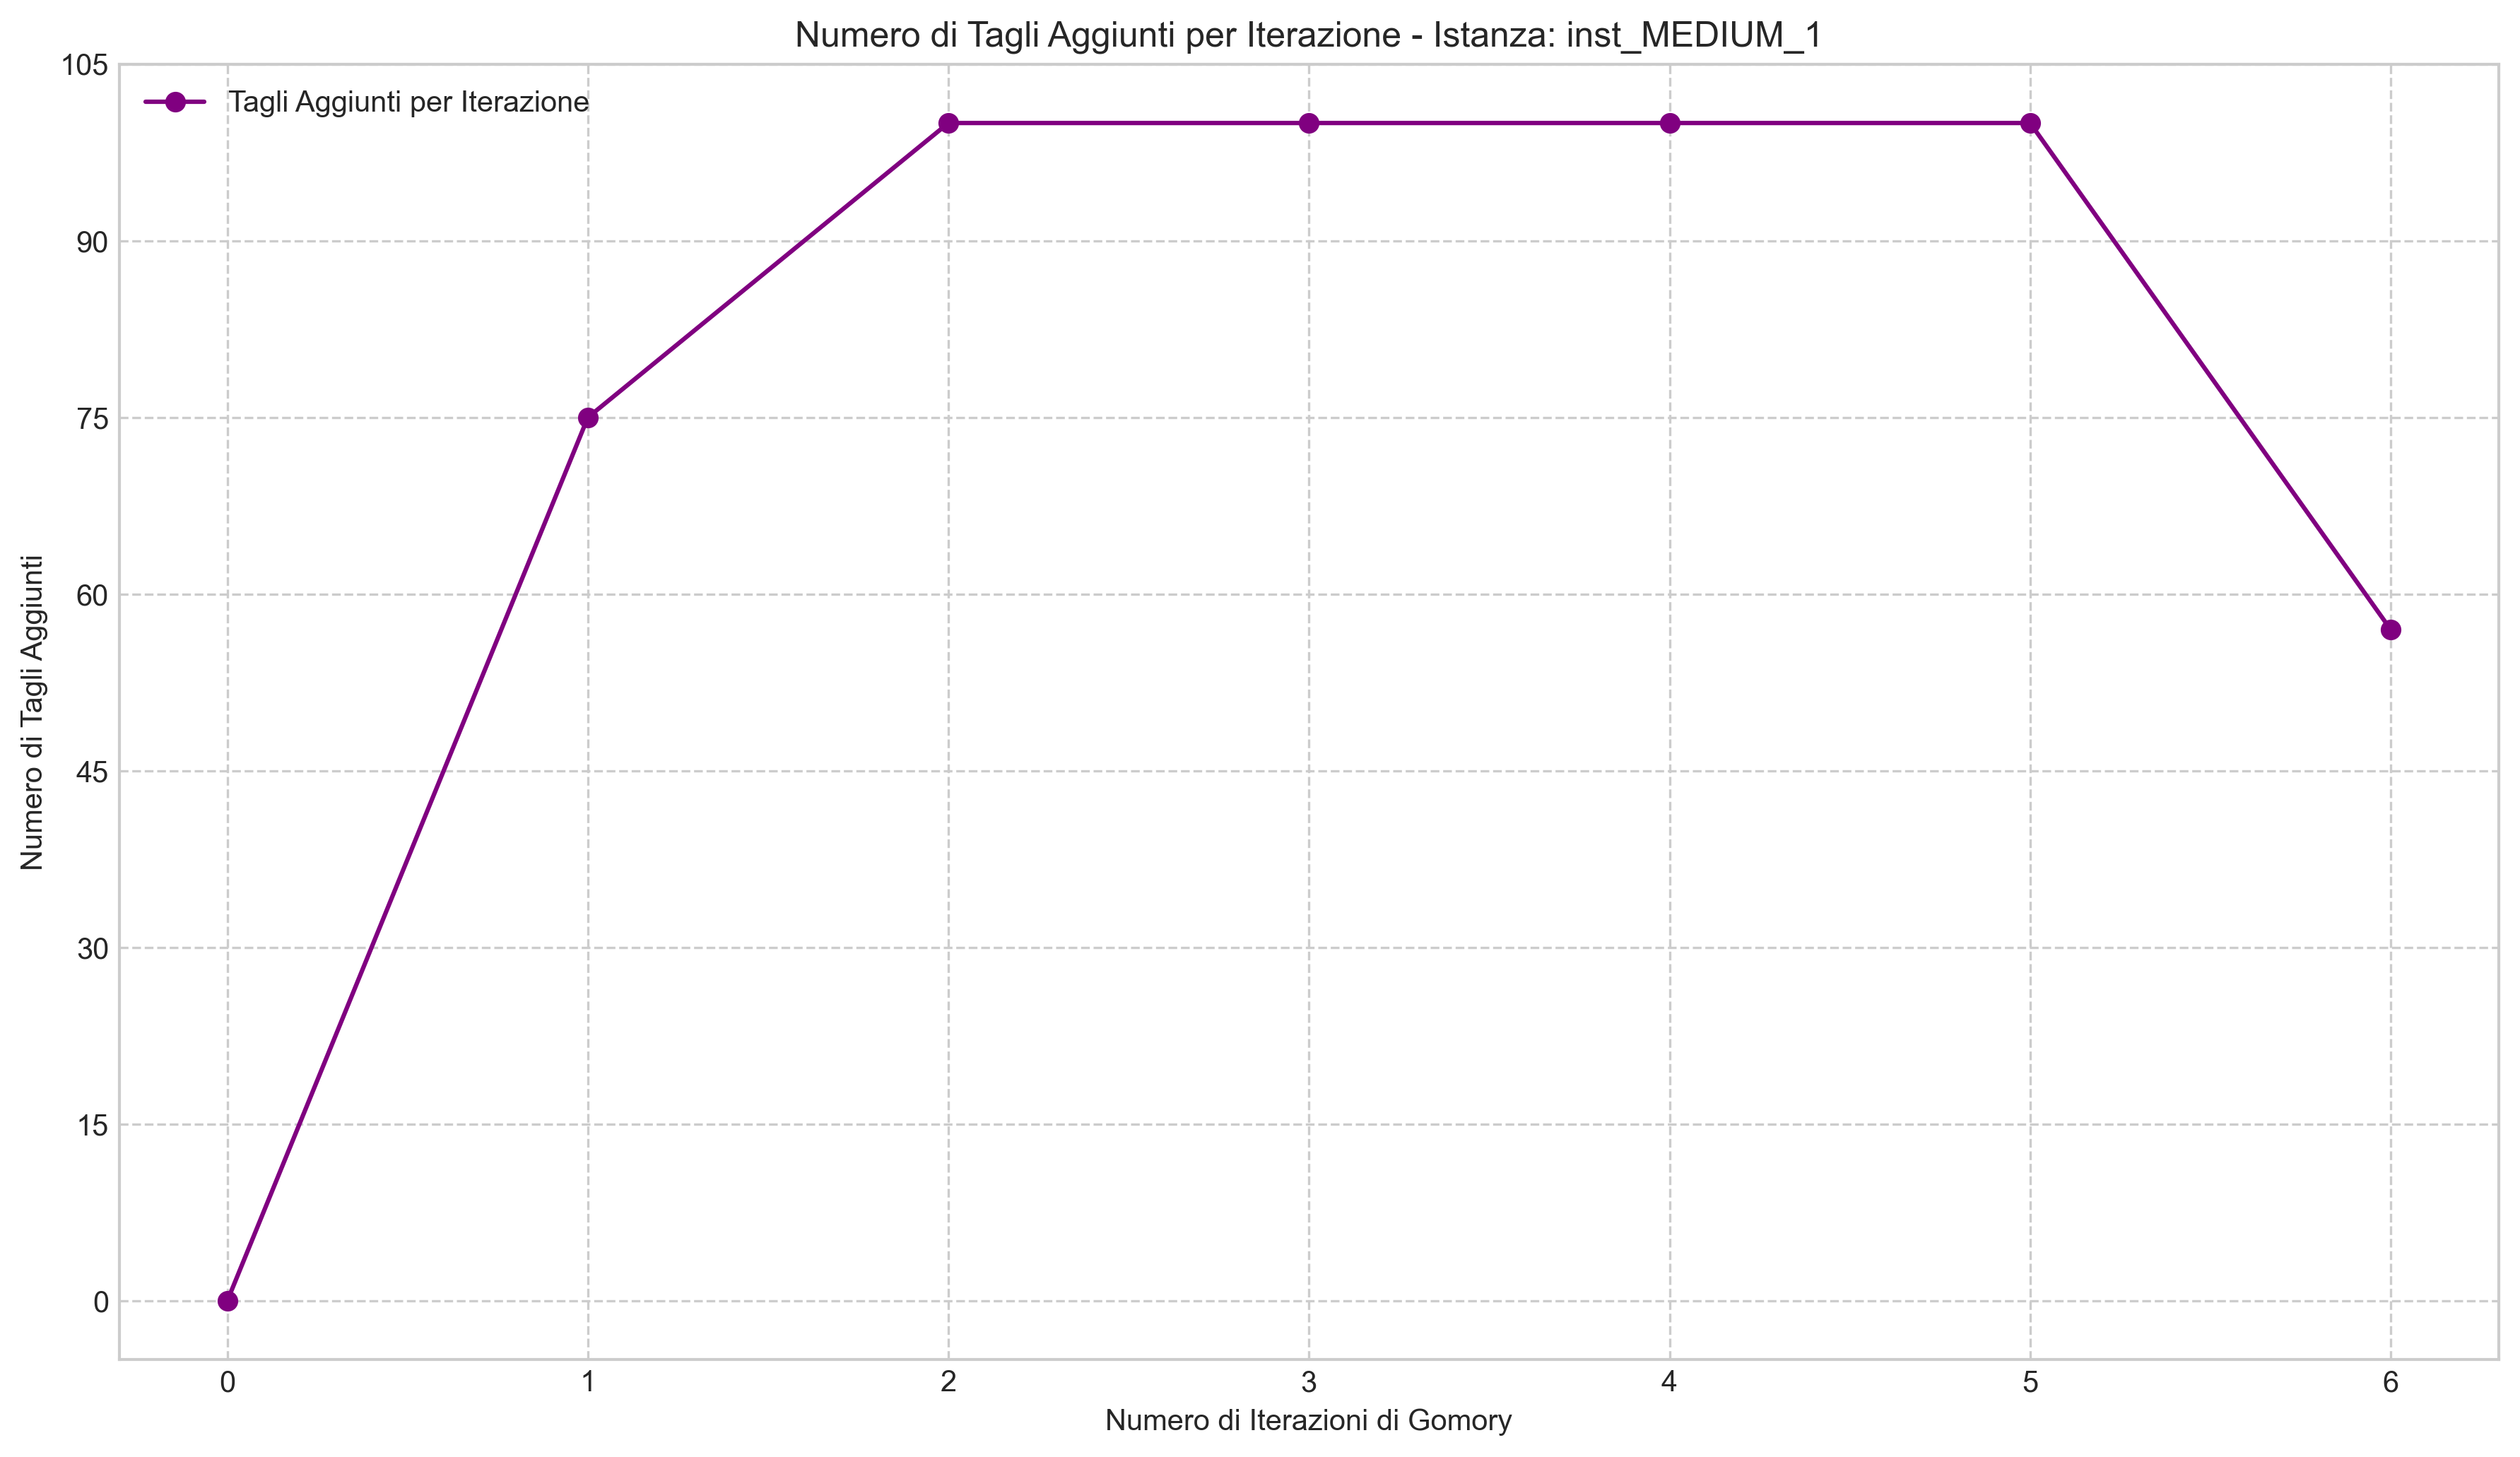 Numero di Tagli Aggiunti per Iterazione - Istanza: inst_MEDIUM_1
Tagli Aggiunti per Iterazione
Numero di Tagli Aggiunti
105
90
75
60
45
30
15
0
0 1 2 3 4 5 6
Numero di Iterazioni di Gomory